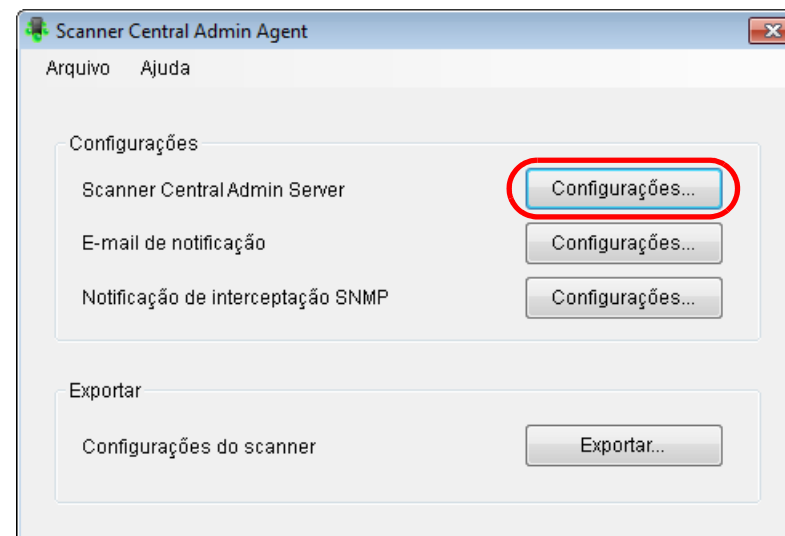 Scanner Central Admin Agent
Arquivo Ajuda
Configurações
Scanner Central Admin Server Configurações...
E-mail de notificação Configurações...
Notificação de interceptação SNMP Configurações...
Exportar
Configurações do scanner Exportar...